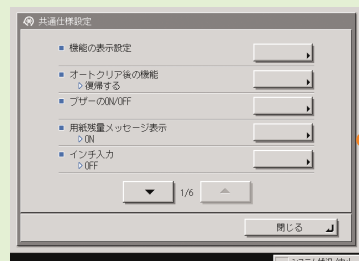 共通仕様設定
機能の表示設定
オートクリア後の機能
復帰する
ブザーのON/OFF
用紙残量メッセージ表示
ON
インチ入力
OFF
1/6
閉じる